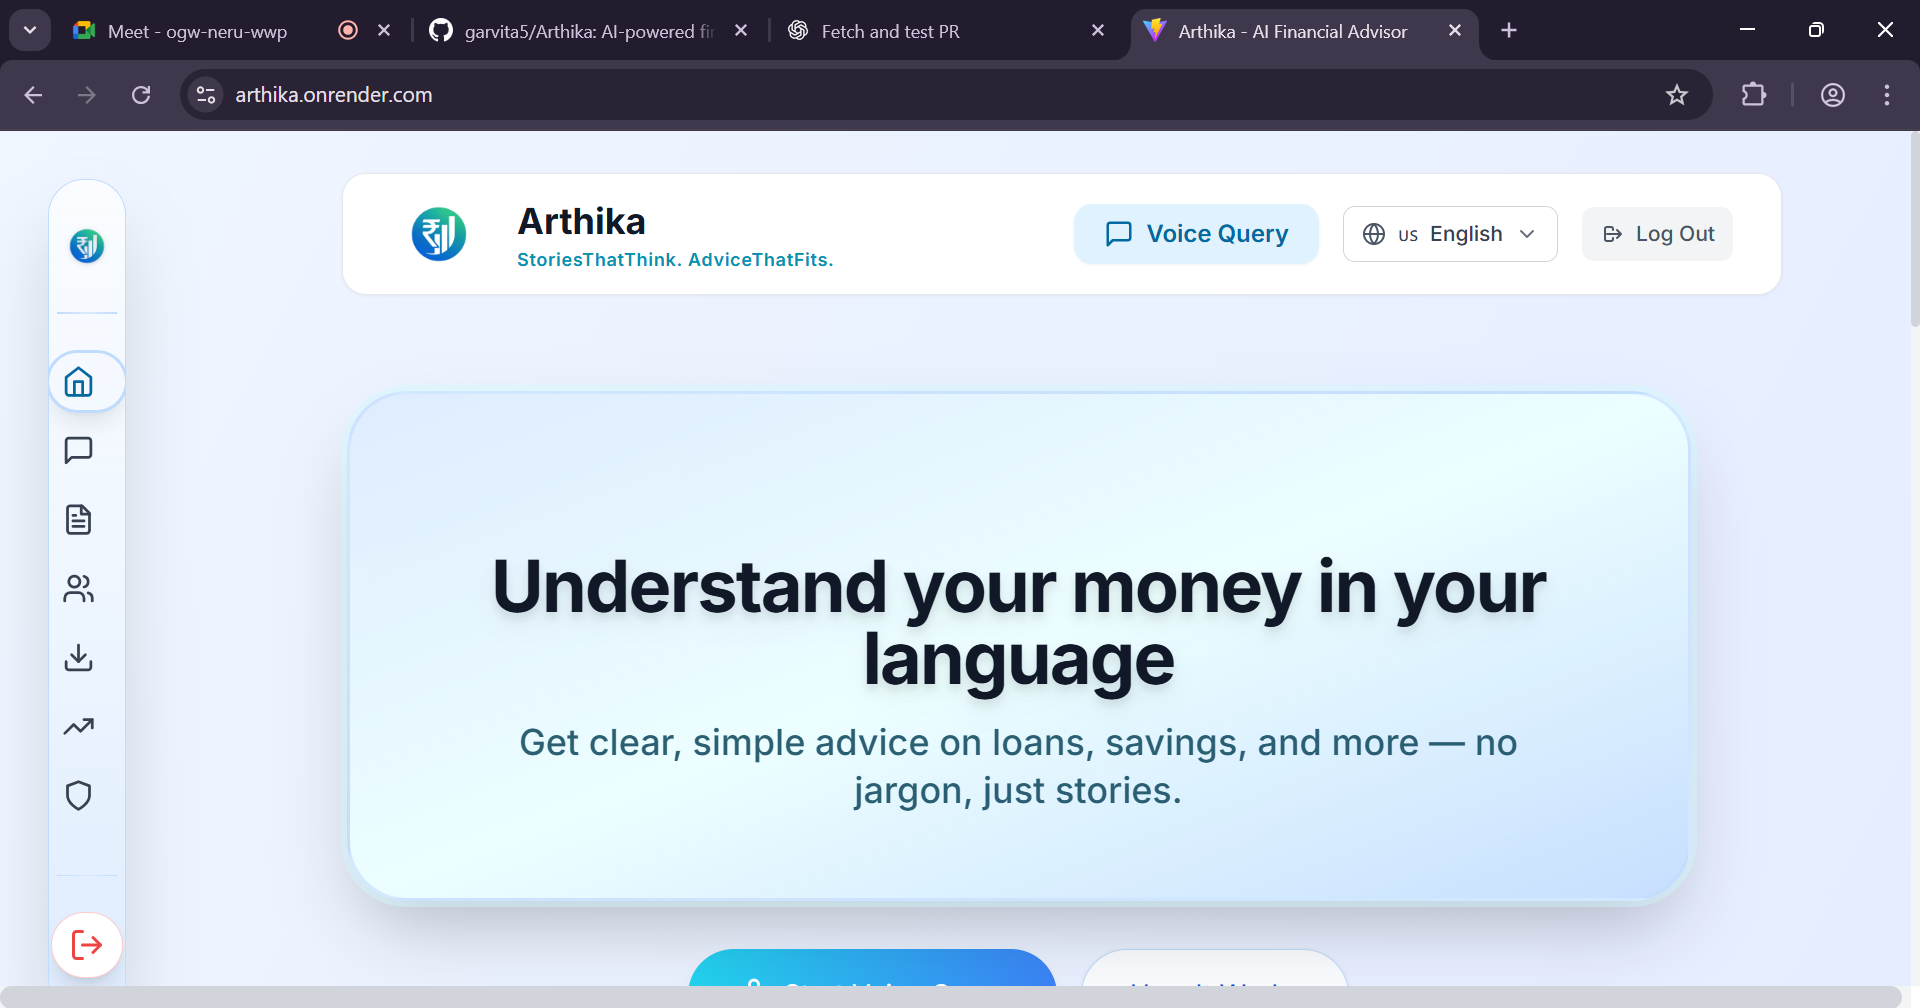 Meet - ogw-neru-wwp
garvita5/Arthika: AI-powered fi
Fetch and test PR
Arthika - AI Financial Advisor
arthika.onrender.com
Arthika
StoriesThatThink. AdviceThatFits.
Voice Query
US English
Log Out
Understand your money in your
language
Get clear, simple advice on loans, savings, and more — no
jargon, just stories.